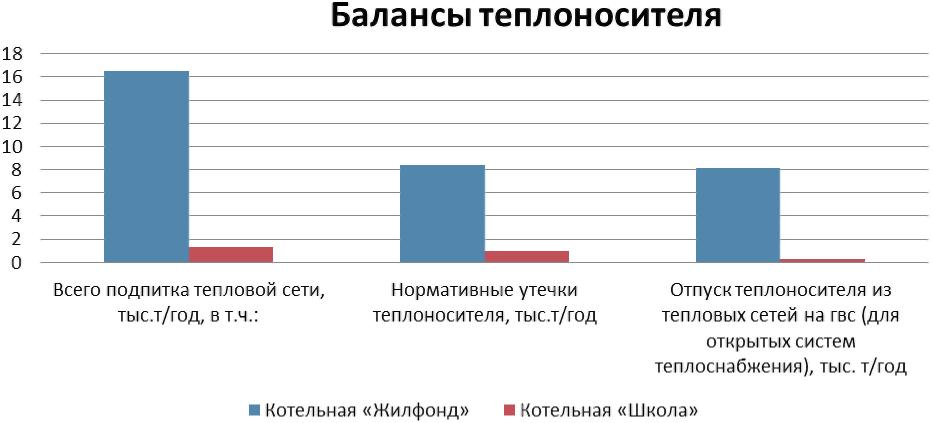 Балансы теплоносителя
18
16
14
12
10
8
6
4
2
0
Всего подпитка тепловой сети,
тыс.т/год, в т.ч.:
Нормативные утечки
теплоносителя, тыс.т/год
Отпуск теплоносителя из
тепловых сетей на гвс (для
открытых систем
теплоснабжения), тыс. т/год
Котельная «Жилфонд»
Котельная «Школа»